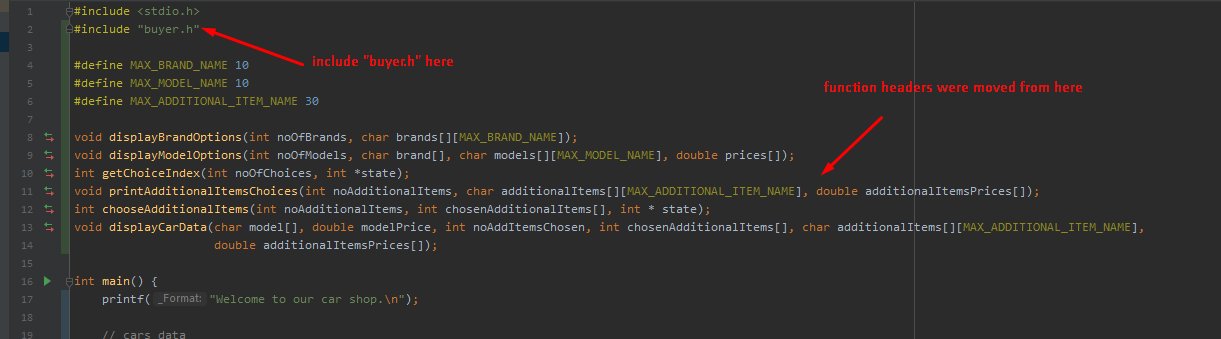 1 #include <stdio.h>
2 #include "buyer.h"
include "buyer.h" here
3
4 #define MAX_BRAND_NAME 10
5 #define MAX_MODEL_NAME 10
function headers were moved from here
6 #define MAX_ADDITIONAL_ITEM_NAME 30
7
8 void displayBrandOptions(int noOfBrands, char brands[][MAX_BRAND_NAME]);
9 void displayModelOptions(int noOfModels, char brand[], char models[][MAX_MODEL_NAME], double prices[]);
10 int getChoiceIndex(int noOfChoices, int *state);
11 void printAdditionalItemsChoices(int noAdditionalItems, char additionalItems[][MAX_ADDITIONAL_ITEM_NAME], double additionalItemsPrices[]);
12 int chooseAdditionalItems(int noAdditionalItems, int chosenAdditionalItems[], int * state);
13 void displayCarData(char model[], double modelPrice, int noAddItemsChosen, int chosenAdditionalItems[], char additionalItems[][MAX_ADDITIONAL_ITEM_NAME],
14 double additionalItemsPrices[]);
15
16 int main() {
17 printf( _Format: "Welcome to our car shop.\n");
18
19 // cars data